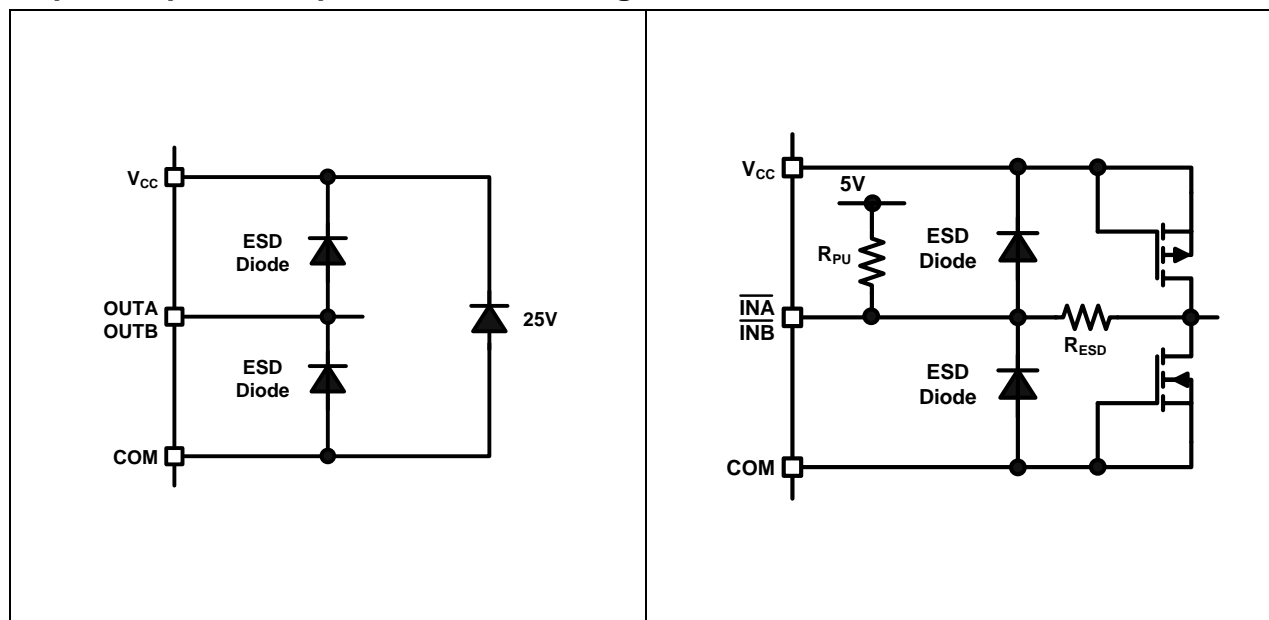 VCC
ESD
Diode
OUTA
OUTB
25V
ESD
Diode
COM
VCC
5V
RPU
ESD
Diode
INA
INB
RESD
ESD
Diode
COM